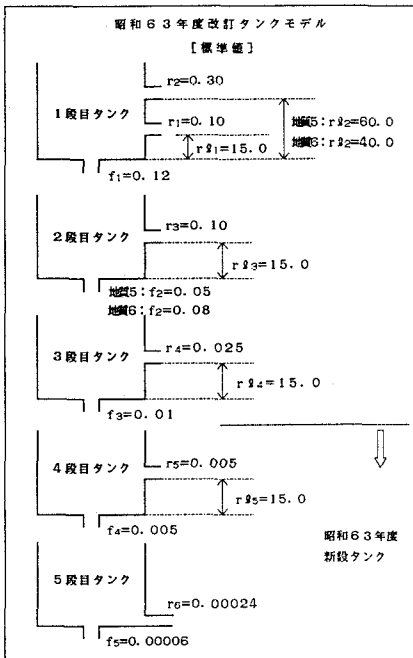 昭和63年度改訂タンクモデル
[標準値]
r2=0.30
1段目タンク
r1=0.10
地質5:rℓ2=60.0
地質6:rℓ2=40.0
rℓ1=15.0
f1=0.12
r3=0.10
2段目タンク
rℓ3=15.0
地質5:f2=0.05
地質6:f2=0.08
3段目タンク
r4=0.025
rℓ4=15.0
f3=0.01
4段目タンク
r5=0.005
rℓ5=15.0
f4=0.005
昭和63年度
新設タンク
5段目タンク
r6=0.00024
f5=0.00006